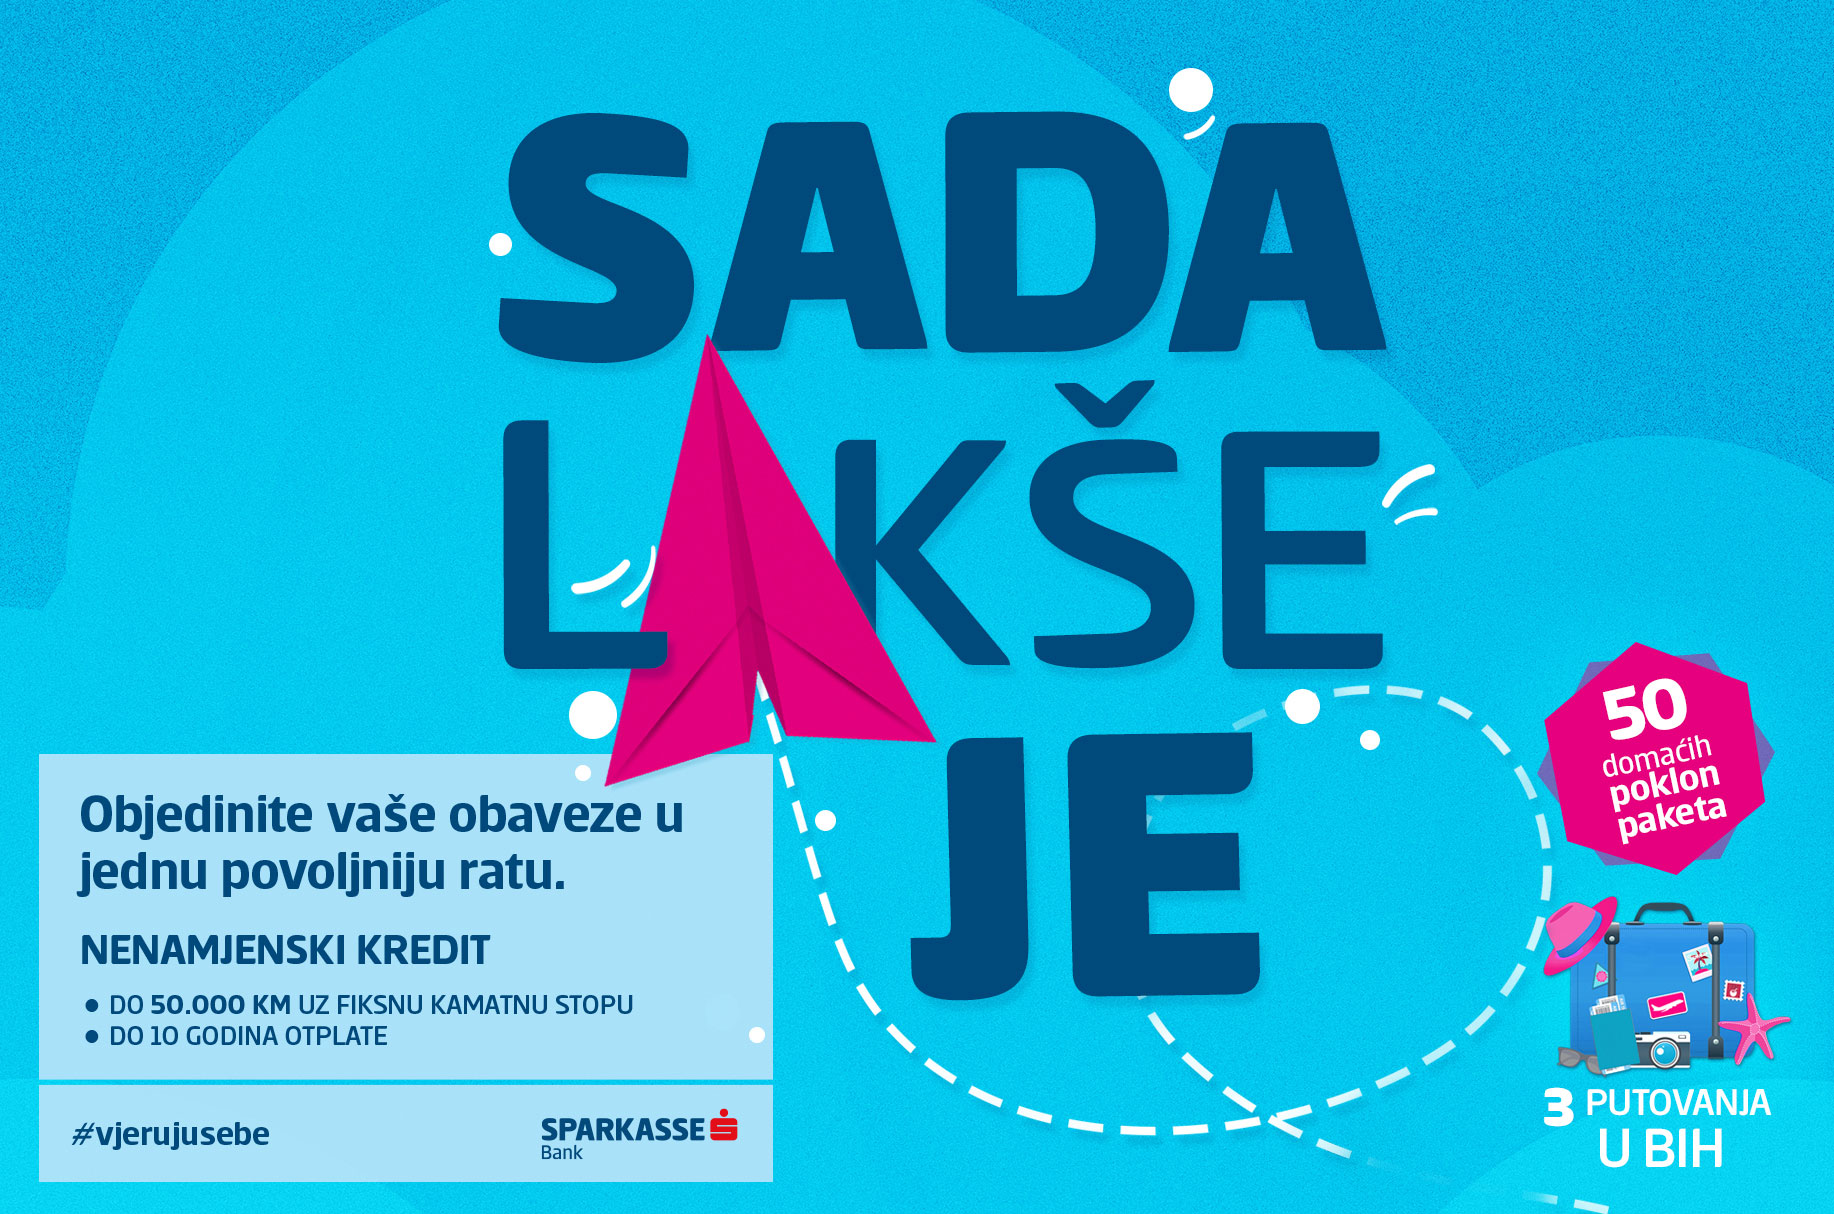 SADA
LAKŠE
JE
50
domaćih
poklon
paketa
Objedinite vaše obaveze u
jednu povoljniju ratu.
NENAMJENSKI KREDIT
• DO 50.000 KM UZ FIKSNU KAMATNU STOPU
• DO 10 GODINA OTPLATE
#vjerujusebe
SPARKASSE
Bank
3 PUTOVANJA
U BIH